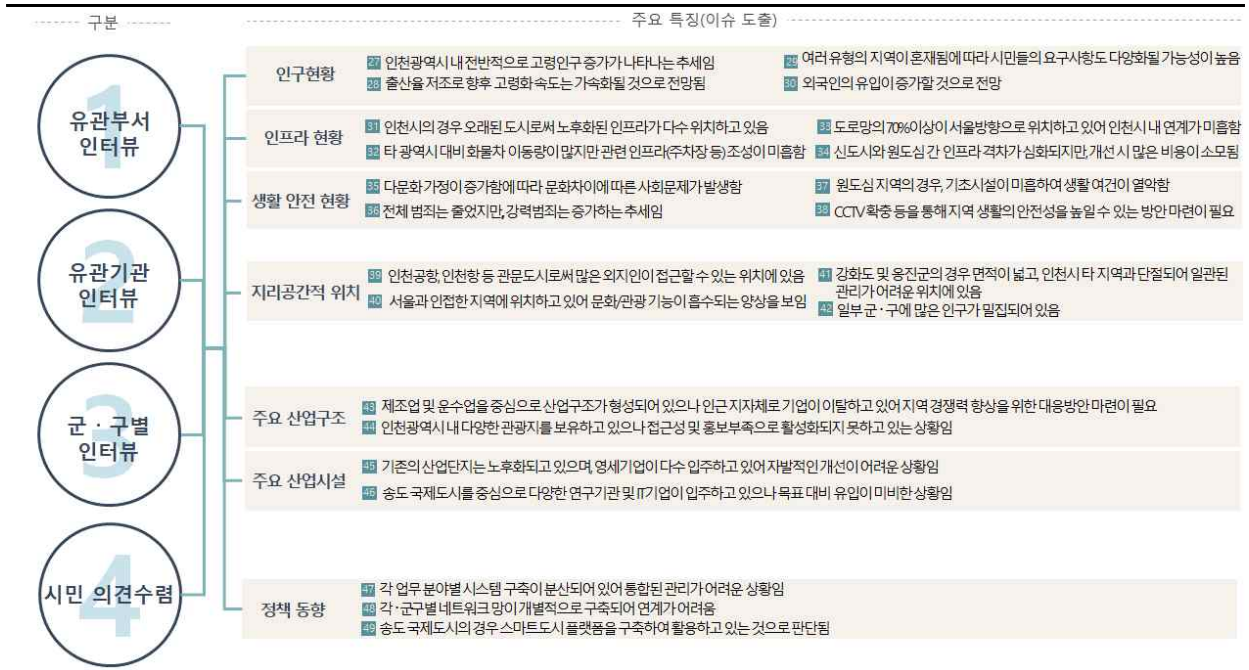 구분
주요 특징(이슈 도출)
1
유관부서
인터뷰
2
유관기관
인터뷰
3
군·구별
인터뷰
4
시민 의견수렴
인구현황
27 인천광역시 내 전반적으로 고령인구 증가가 나타나는 추세임
28 출산율 저조로 향후 고령화 속도는 가속화될 것으로 전망됨
29 여러 유형의 지역이 혼재됨에 따라 시민들의 요구사항도 다양화될 가능성이 높음
30 외국인의 유입이 증가할 것으로 전망
인프라 현황
31 인천시의 경우 오래된 도시로써 노후화된 인프라가 다수 위치하고 있음
32 타 광역시 대비 화물차 이동량이 많지만 관련 인프라(주차장 등) 조성이 미흡함
33 도로망의 70%이상이 서울방향으로 위치하고 있어 인천시 내 연계가 미흡함
34 신도시와 원도심 간 인프라 격차가 심화되지만, 개선 시 많은 비용이 소모됨
생활 안전 현황
35 다문화 가정이 증가함에 따라 문화차이에 따른 사회문제가 발생함
36 전체 범죄는 줄었지만, 강력범죄는 증가하는 추세임
37 원도심 지역의 경우, 기초시설이 미흡하여 생활 여건이 열악함
38 CCTV 확충 등을 통해 지역 생활의 안전성을 높일 수 있는 방안 마련이 필요
지리공간적 위치
39 인천공항, 인천항 등 관문도시로써 많은 외지인이 접근할 수 있는 위치에 있음
40 서울과 인접한 지역에 위치하고 있어 문화/관광 기능이 흡수되는 양상을 보임
41 강화도 및 옹진군의 경우 면적이 넓고, 인천시 타 지역과 단절되어 일관된
관리가 어려운 위치에 있음
42 일부 군·구에 많은 인구가 밀집되어 있음
주요 산업구조
43 제조업 및 운수업을 중심으로 산업구조가 형성되어 있으나 인근 지자체로 기업이 이탈하고 있어 지역 경쟁력 향상을 위한 대응방안 마련이 필요
44 인천광역시 내 다양한 관광지를 보유하고 있으나 접근성 및 홍보부족으로 활성화되지 못하고 있는 상황임
주요 산업시설
45 기존의 산업단지는 노후화되고 있으며, 영세기업이 다수 입주하고 있어 자발적인 개선이 어려운 상황임
46 송도 국제도시를 중심으로 다양한 연구기관 및 IT기업이 입주하고 있으나 목표 대비 유입이 미비한 상황임
정책 동향
47 각 업무 분야별 시스템 구축이 분산되어 있어 통합된 관리가 어려운 상황임
48 각·군구별 네트워크 망이 개별적으로 구축되어 연계가 어려움
49 송도 국제도시의 경우 스마트도시 플랫폼을 구축하여 활용하고 있는 것으로 판단됨